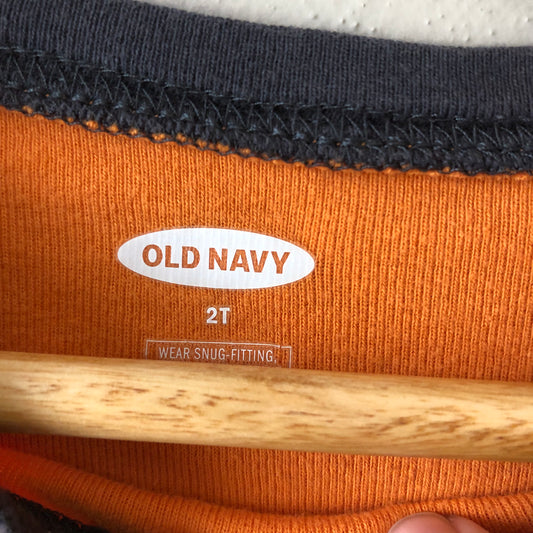 OLD NAVY
2T
WEAR SNUG-FITTING,